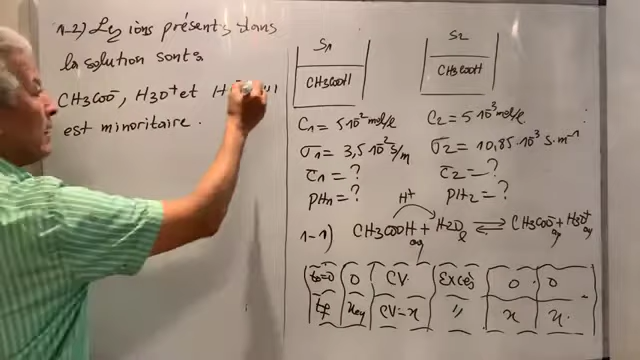 1-2) Les ions présents dans
la solution sont:
CH3COO⁻, H3O⁺ et
est minoritaire.
S1
CH3COOH
C1 = 5 10⁻² mol/l
σ1 = 3,5 10⁻² S/m
τ1 = ?
PH1 = ?
S2
CH3COOH
C2 = 5 10⁻³ mol/l
σ2 = 10,85 10⁻³ S.m⁻¹
τ2 = ?
PH2 = ?
H⁺
1-1) CH3COOH aq + H2O l ⇌ CH3COO⁻ aq + H3O⁺ aq
t0=0 0 CV Excès 0 0
tf xéq CV-x " x x